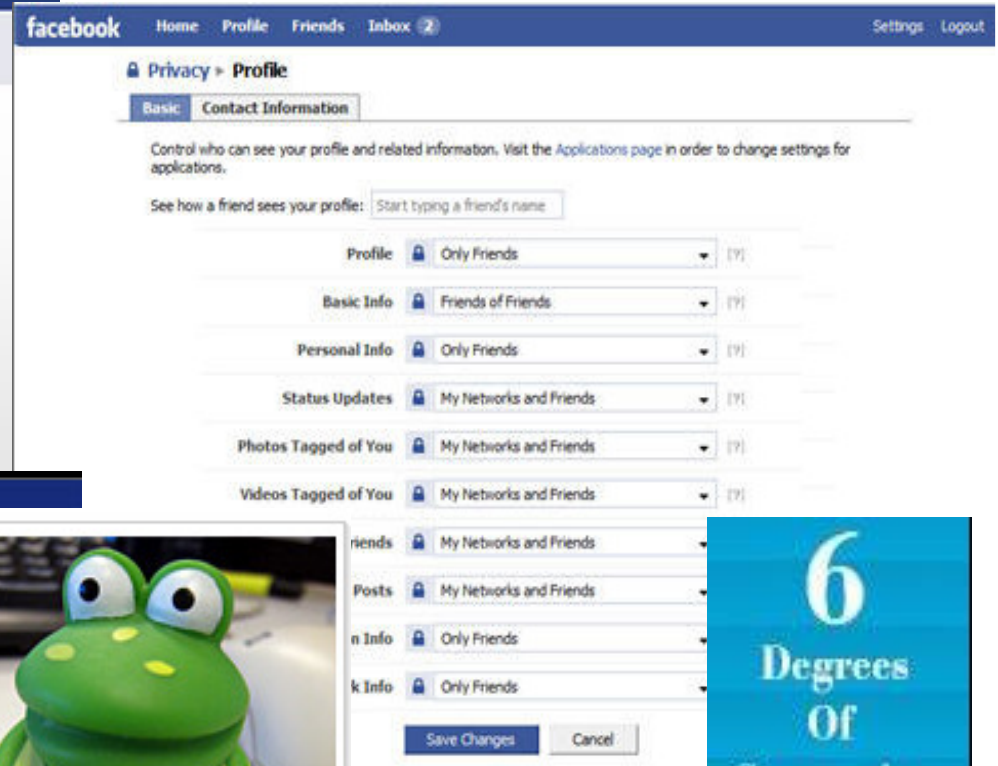 facebook Home Profile Friends Inbox 2 Settings Logout
Privacy ▸ Profile
Basic Contact Information
Control who can see your profile and related information. Visit the Applications page in order to change settings for
applications.
See how a friend sees your profile: Start typing a friend's name
Profile Only Friends [?]
Basic Info Friends of Friends [?]
Personal Info Only Friends [?]
Status Updates My Networks and Friends [?]
Photos Tagged of You My Networks and Friends [?]
Videos Tagged of You My Networks and Friends [?]
riends My Networks and Friends
Posts My Networks and Friends
n Info Only Friends
k Info Only Friends
Save Changes Cancel
6
Degrees
Of